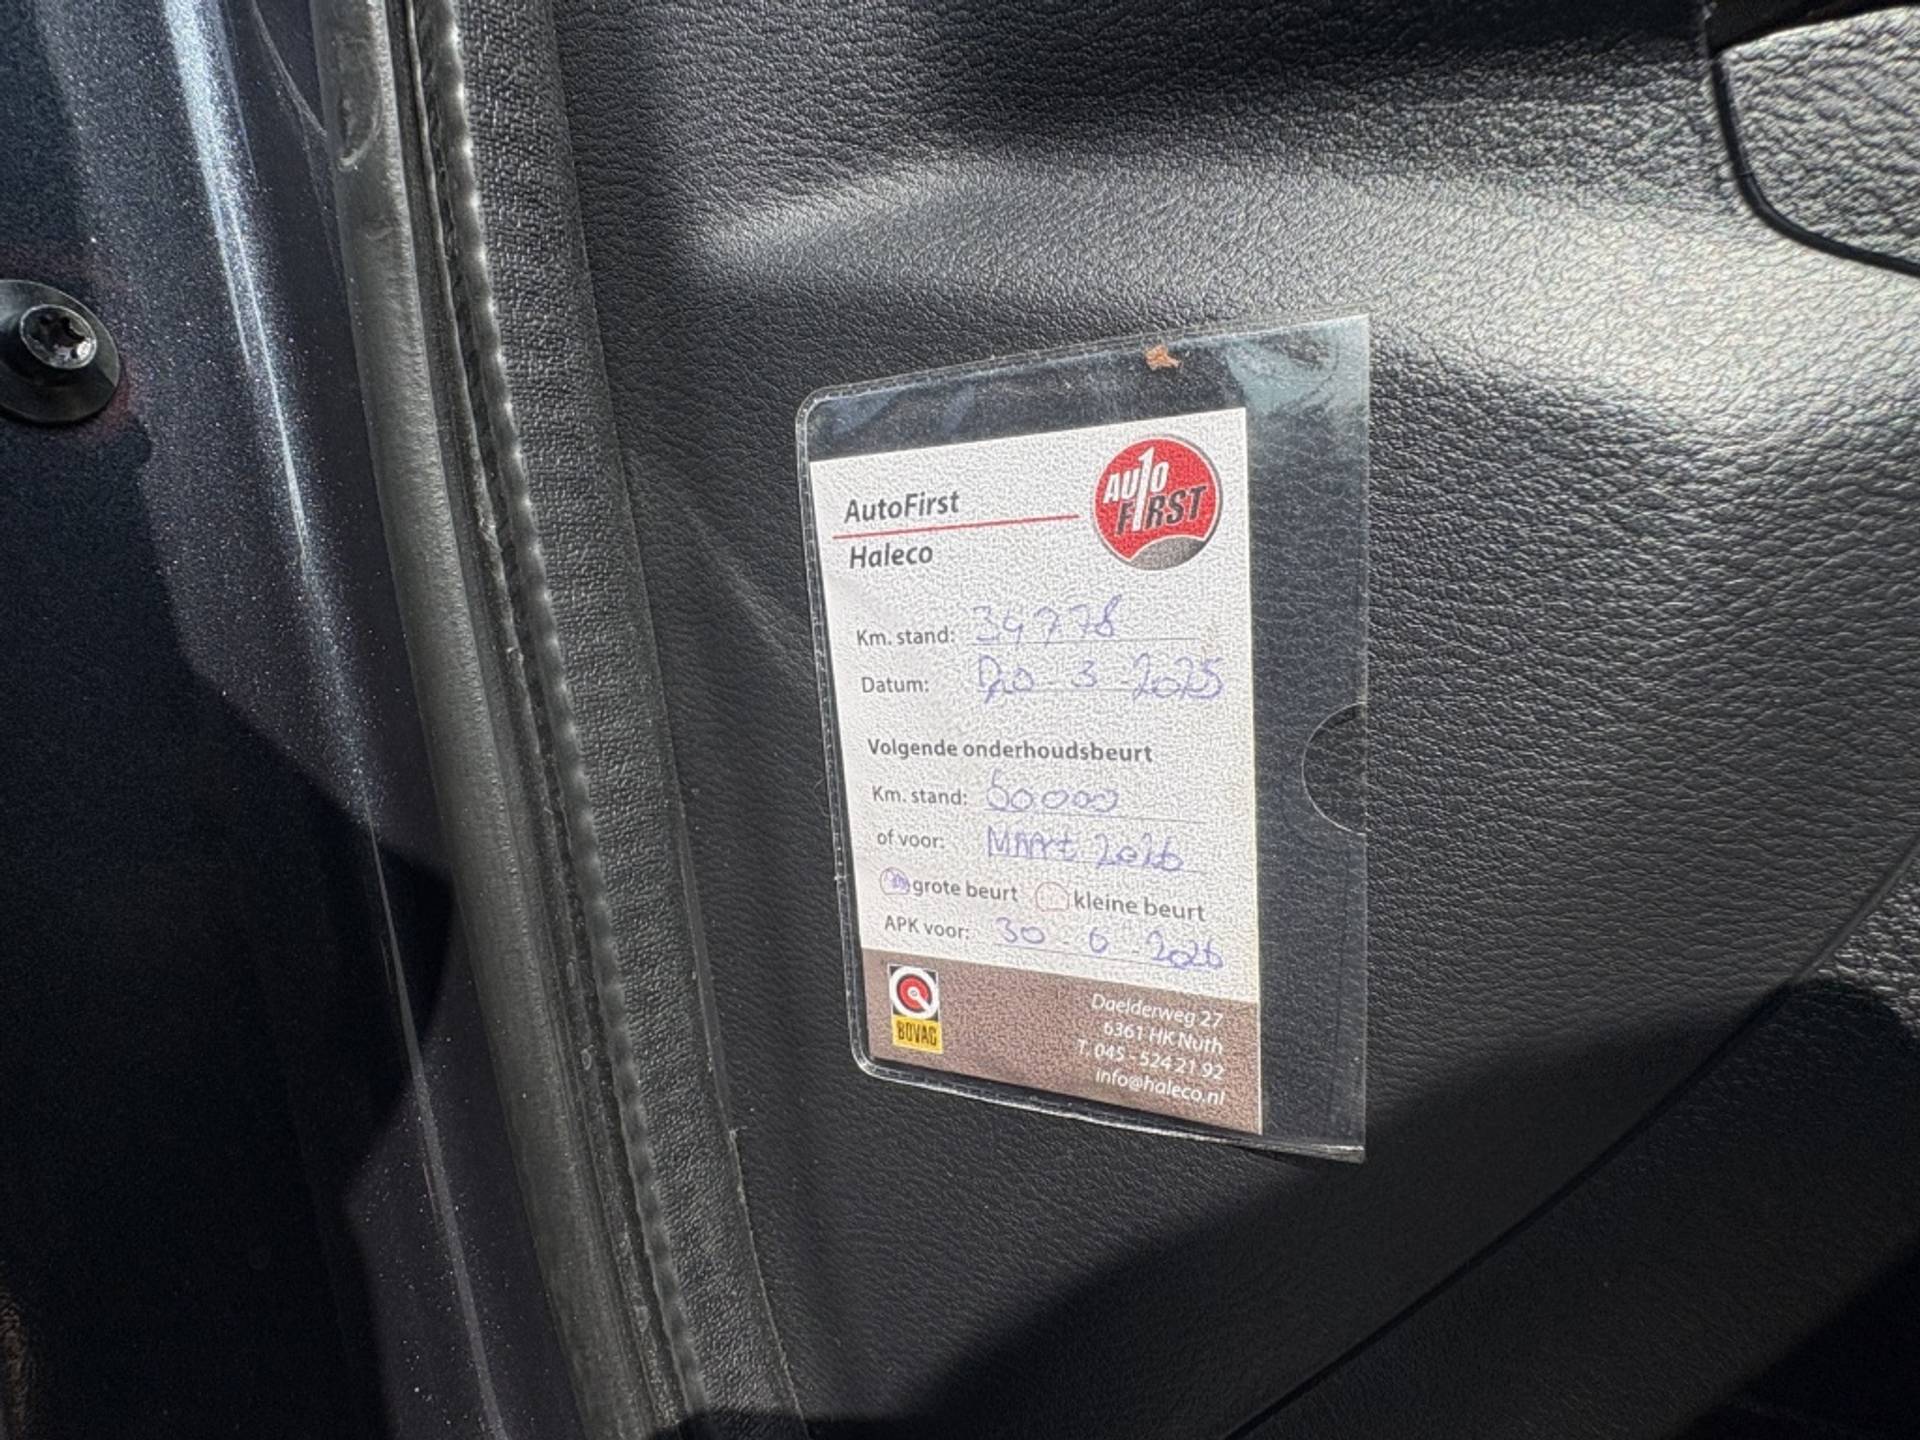 AutoFirst
AUTO
FIRST
Haleco
Km. stand: 34778
Datum: 20-3-2025
Volgende onderhoudsbeurt
Km. stand: 60000
of voor: MAArt 2026
grote beurt kleine beurt
APK voor: 30-6-2026
BOVAG
Daelderweg 27
6361 HK Nuth
T. 045 - 524 21 92
info@haleco.nl